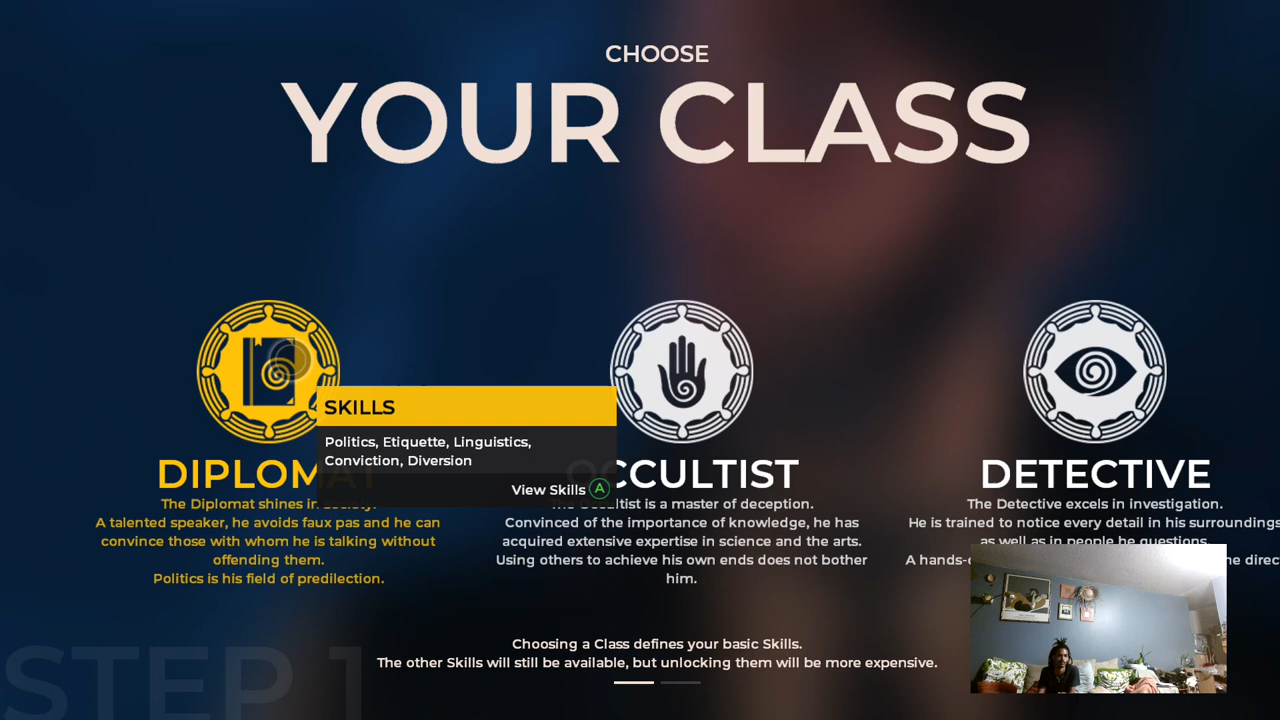 CHOOSE
YOUR CLASS
SKILLS
Politics, Etiquette, Linguistics,
Conviction, Diversion
View Skills A
DIPLOMAT
The Diplomat shines in society.
A talented speaker, he avoids faux pas and he can
convince those with whom he is talking without
offending them.
Politics is his field of predilection.
OCCULTIST
The Occultist is a master of deception.
Convinced of the importance of knowledge, he has
acquired extensive expertise in science and the arts.
Using others to achieve his own ends does not bother
him.
DETECTIVE
The Detective excels in investigation.
He is trained to notice every detail in his surroundings
as well as in people he questions.
A hands-
Choosing a Class defines your basic Skills.
The other Skills will still be available, but unlocking them will be more expensive.
STEP 1